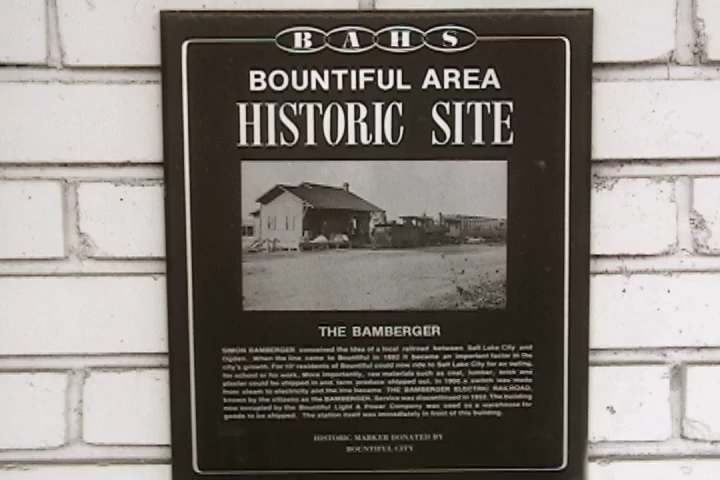 BAHS
BOUNTIFUL AREA
HISTORIC SITE
THE BAMBERGER
SIMON BAMBERGER conceived the idea of a local railroad between Salt Lake City and
Ogden. When the line came to Bountiful in 1892 it became an important factor in the
city's growth. For 10¢ residents of Bountiful could now ride to Salt Lake City for an outing,
for school or for work. More importantly, raw materials such as coal, lumber, brick and
plaster could be shipped in and farm produce shipped out. In a switch was made
from steam to electricity and the line became THE BAMBERGER ELECTRIC RAILROAD,
known by the citizens as the BAMBERGER. Service was discontinued in 1952. The building
now occupied by the Bountiful Light & Power Company was used as a warehouse for
goods to be shipped. The station itself was immediately in front of this building.
HISTORIC MARKER DONATED BY
BOUNTIFUL CITY